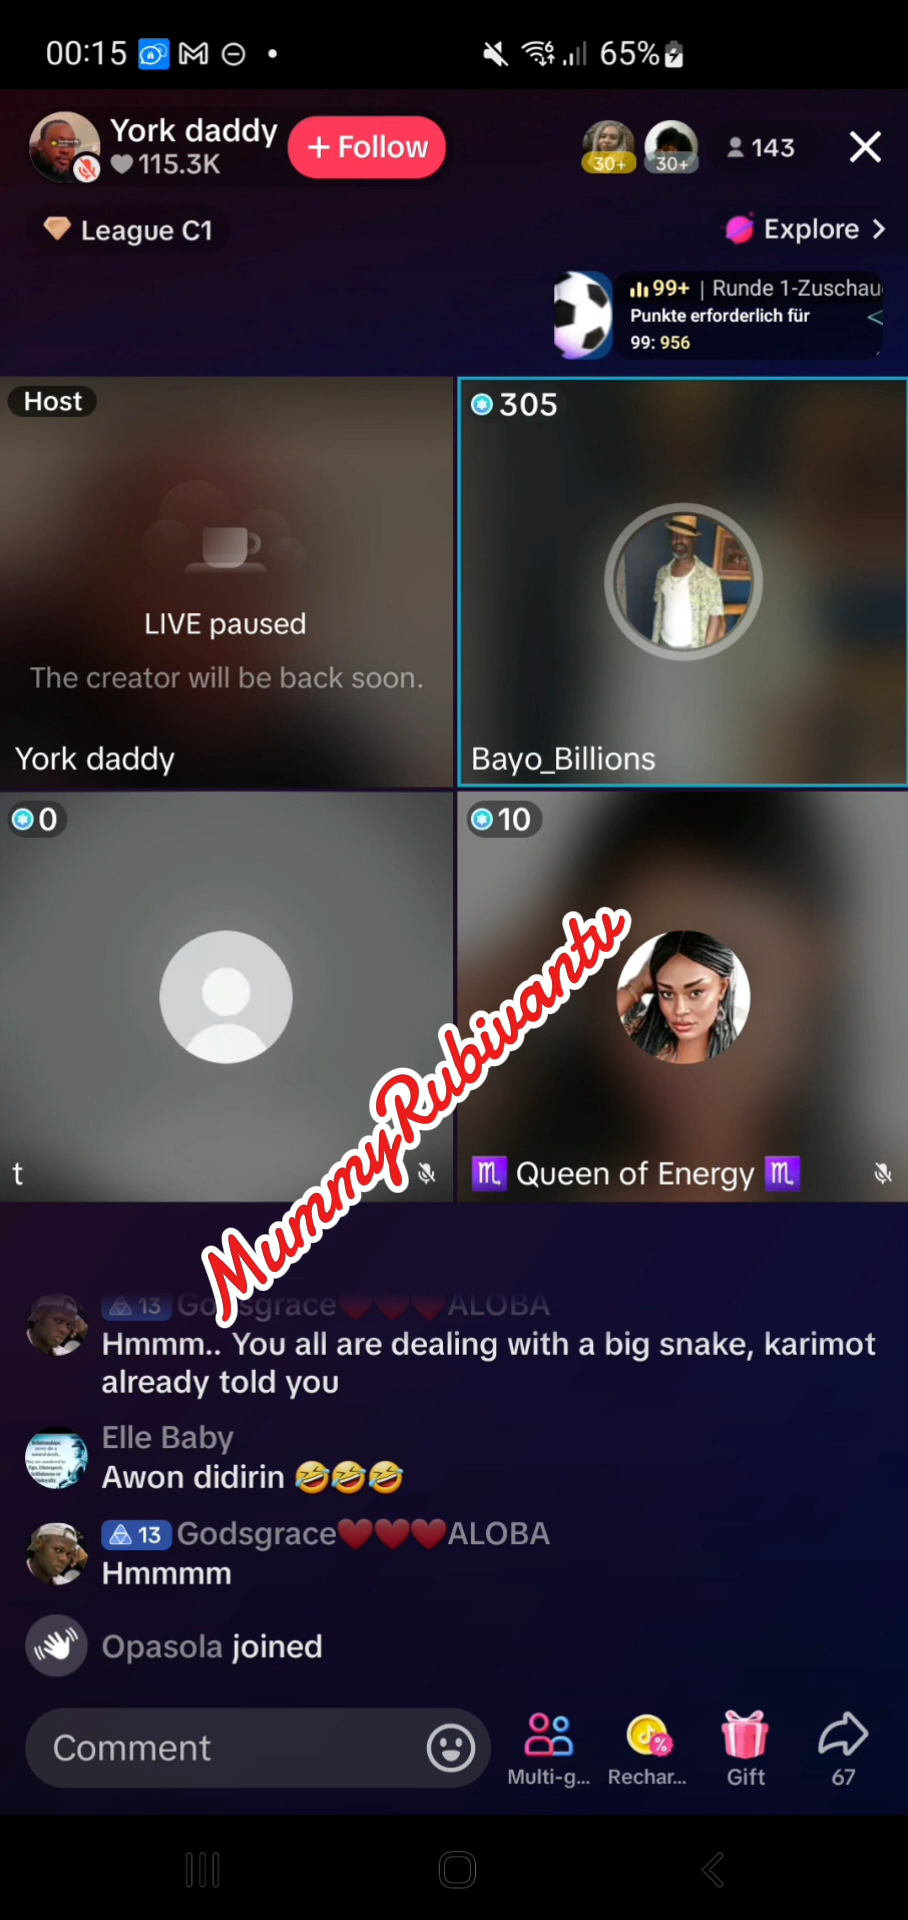 00:15
65%
York daddy
115.3K
+ Follow
30+
30+
143
League C1
Explore >
99+ | Runde 1-Zuschau
Punkte erforderlich für
99: 956
Host
LIVE paused
The creator will be back soon.
York daddy
305
Bayo_Billions
0
t
10
♏ Queen of Energy ♏
MummyRubivantv
13 Godsgrace❤️❤️❤️ALOBA
Hmmm.. You all are dealing with a big snake, karimot
already told you
Elle Baby
Awon didirin 🤣🤣🤣
13 Godsgrace❤️❤️❤️ALOBA
Hmmmm
Opasola joined
Comment
Multi-g...
Rechar...
Gift
67